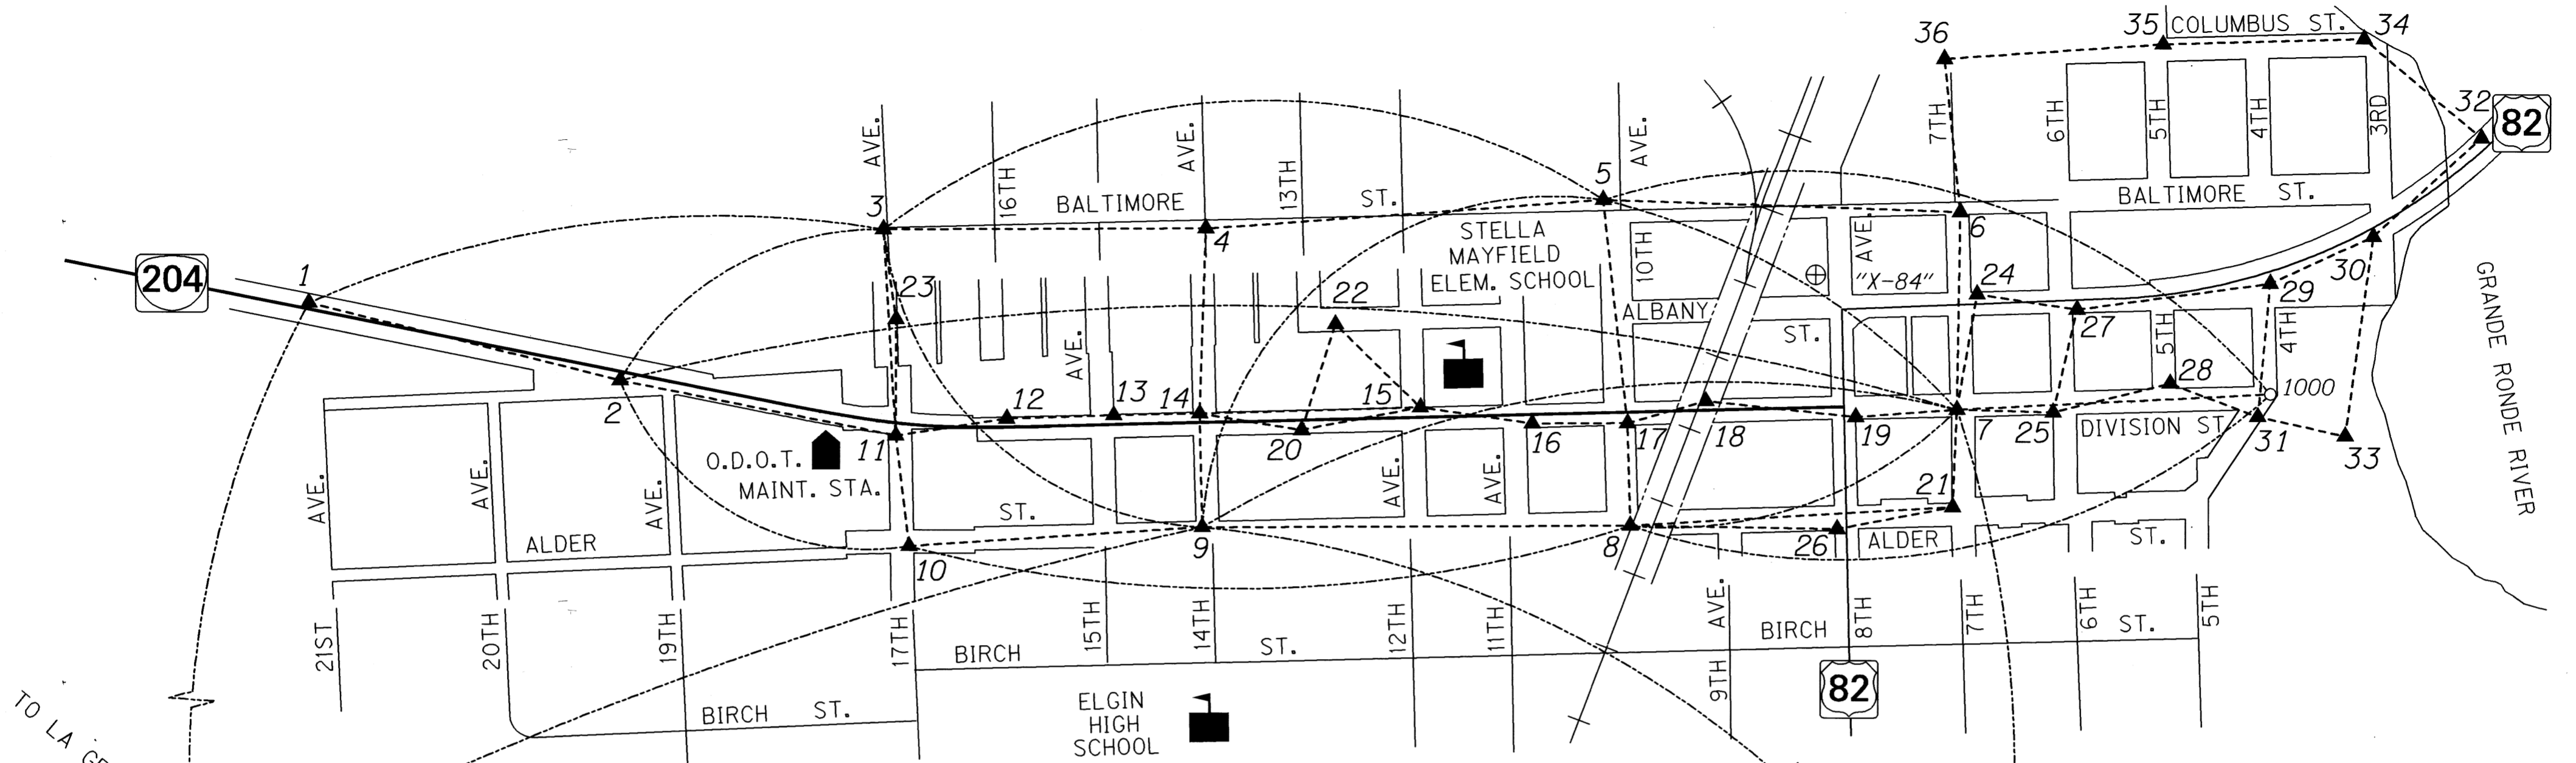 36
35
COLUMBUS ST.
34
32
82
AVE.
AVE.
AVE.
7TH
6TH
5TH
4TH
3RD
16TH
13TH
3
BALTIMORE
ST.
5
BALTIMORE ST.
4
6
STELLA
MAYFIELD
ELEM. SCHOOL
10TH
AVE.
"X-84"
204
1
23
22
24
30
29
ALBANY
ST.
27
5TH
4TH
GRANDE RONDE RIVER
AVE.
2
12
13
14
15
28
1000
11
20
16
17
18
19
7
25
DIVISION ST.
31
33
O.D.O.T.
MAINT. STA.
AVE.
AVE.
AVE.
AVE.
AVE.
21
ST.
ALDER
10
9
8
26
ALDER
ST.
21ST
20TH
19TH
17TH
15TH
14TH
12TH
11TH
9TH AVE.
8TH
7TH
6TH
5TH
BIRCH
ST.
BIRCH
ST.
82
BIRCH ST.
ELGIN
HIGH
SCHOOL
TO LA